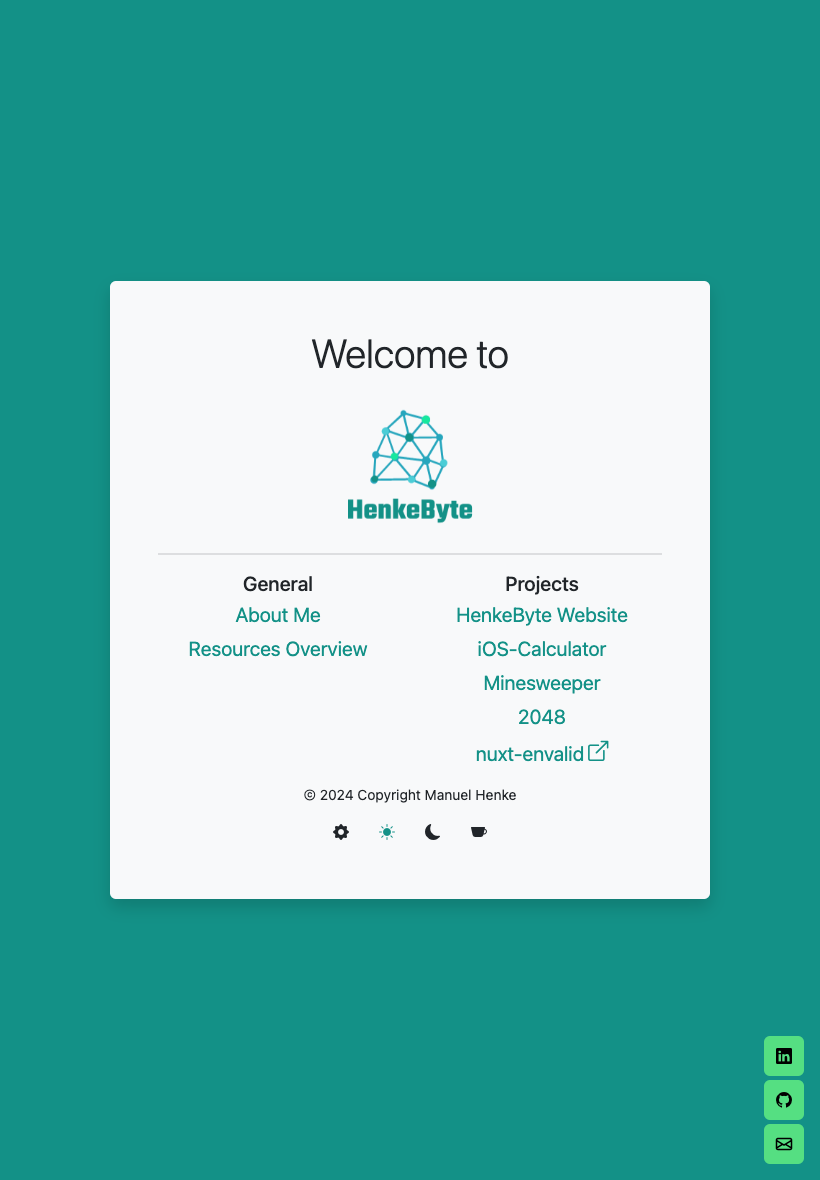 Welcome to
HenkeByte
General
About Me
Resources Overview
Projects
HenkeByte Website
iOS-Calculator
Minesweeper
2048
nuxt-envalid
© 2024 Copyright Manuel Henke
in